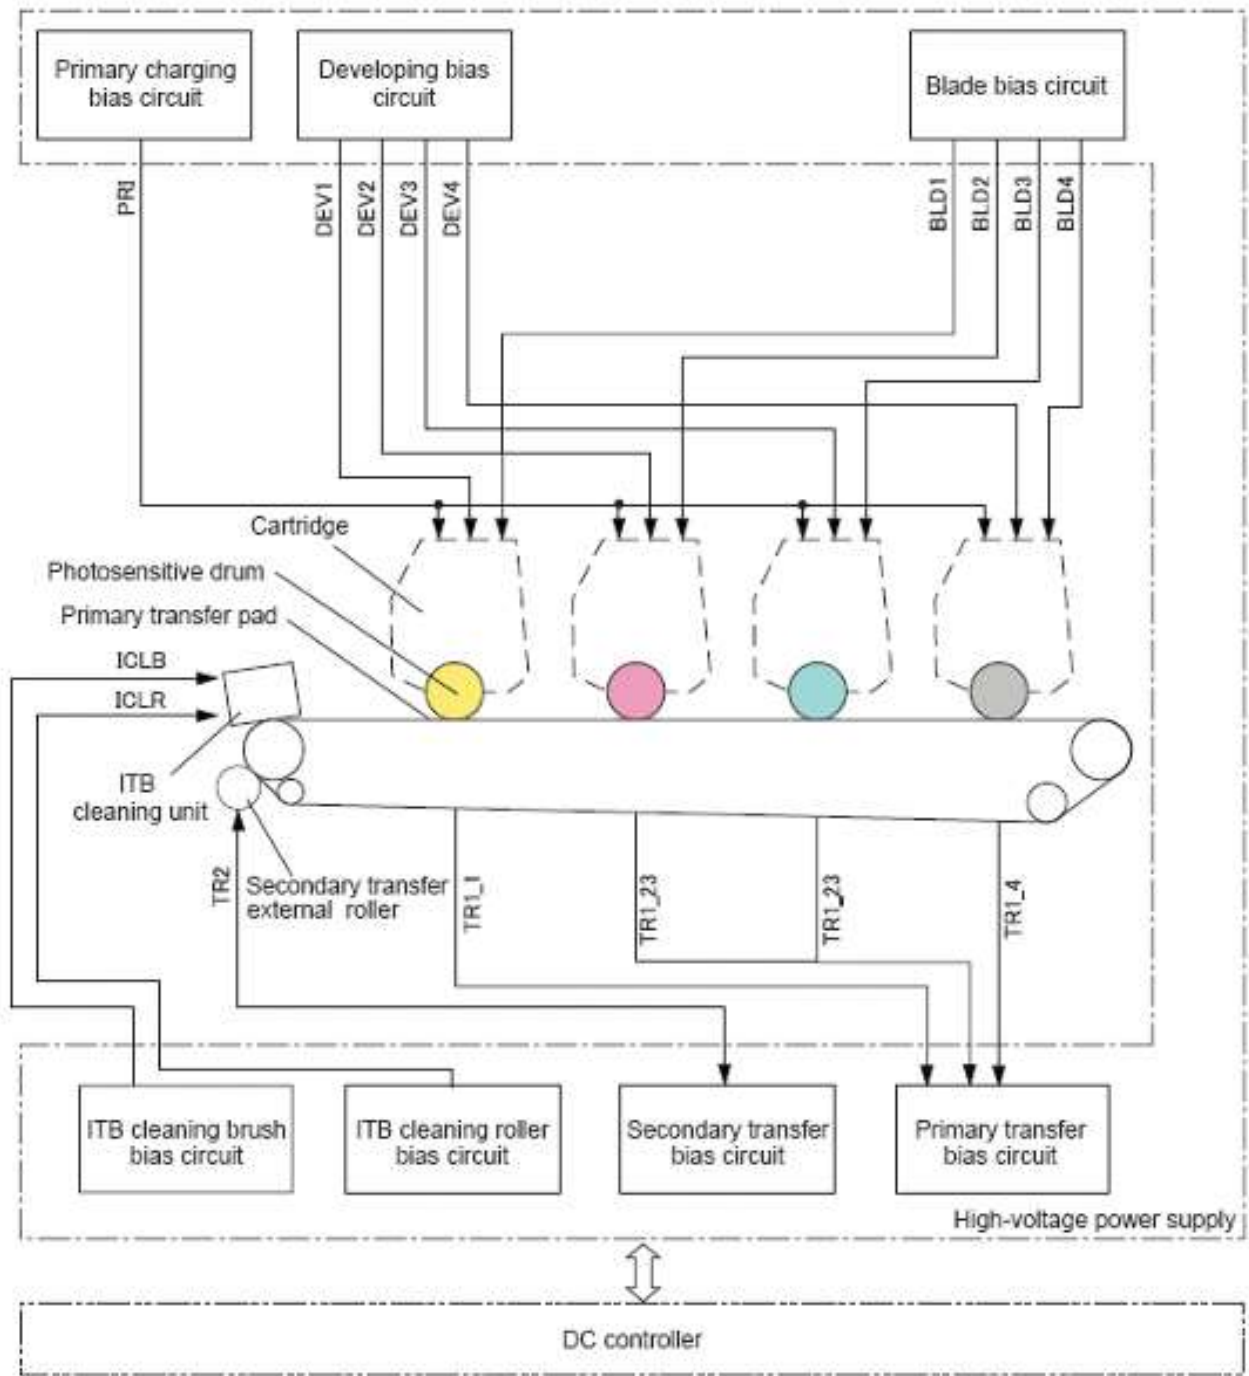 Primary charging
bias circuit
Developing bias
circuit
Blade bias circuit
PRI
DEV1
DEV2
DEV3
DEV4
BLD1
BLD2
BLD3
BLD4
Cartridge
Photosensitive drum
Primary transfer pad
ICLB
ICLR
ITB
cleaning unit
TR2
Secondary transfer
external roller
TR1_1
TR1_23
TR1_23
TR1_4
ITB cleaning brush
bias circuit
ITB cleaning roller
bias circuit
Secondary transfer
bias circuit
Primary transfer
bias circuit
High-voltage power supply
DC controller